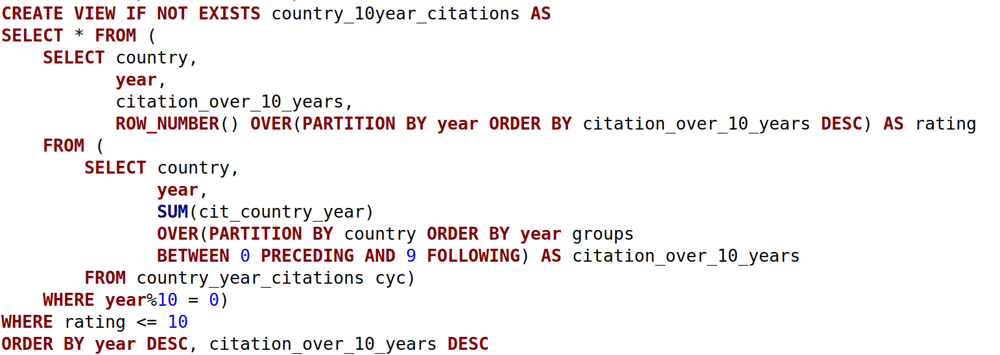 CREATE VIEW IF NOT EXISTS country_10year_citations AS
SELECT * FROM (
    SELECT country,
           year,
           citation_over_10_years,
           ROW_NUMBER() OVER(PARTITION BY year ORDER BY citation_over_10_years DESC) AS rating
    FROM (
        SELECT country,
               year,
               SUM(cit_country_year)
               OVER(PARTITION BY country ORDER BY year groups
               BETWEEN 0 PRECEDING AND 9 FOLLOWING) AS citation_over_10_years
        FROM country_year_citations cyc)
    WHERE year%10 = 0)
WHERE rating <= 10
ORDER BY year DESC, citation_over_10_years DESC